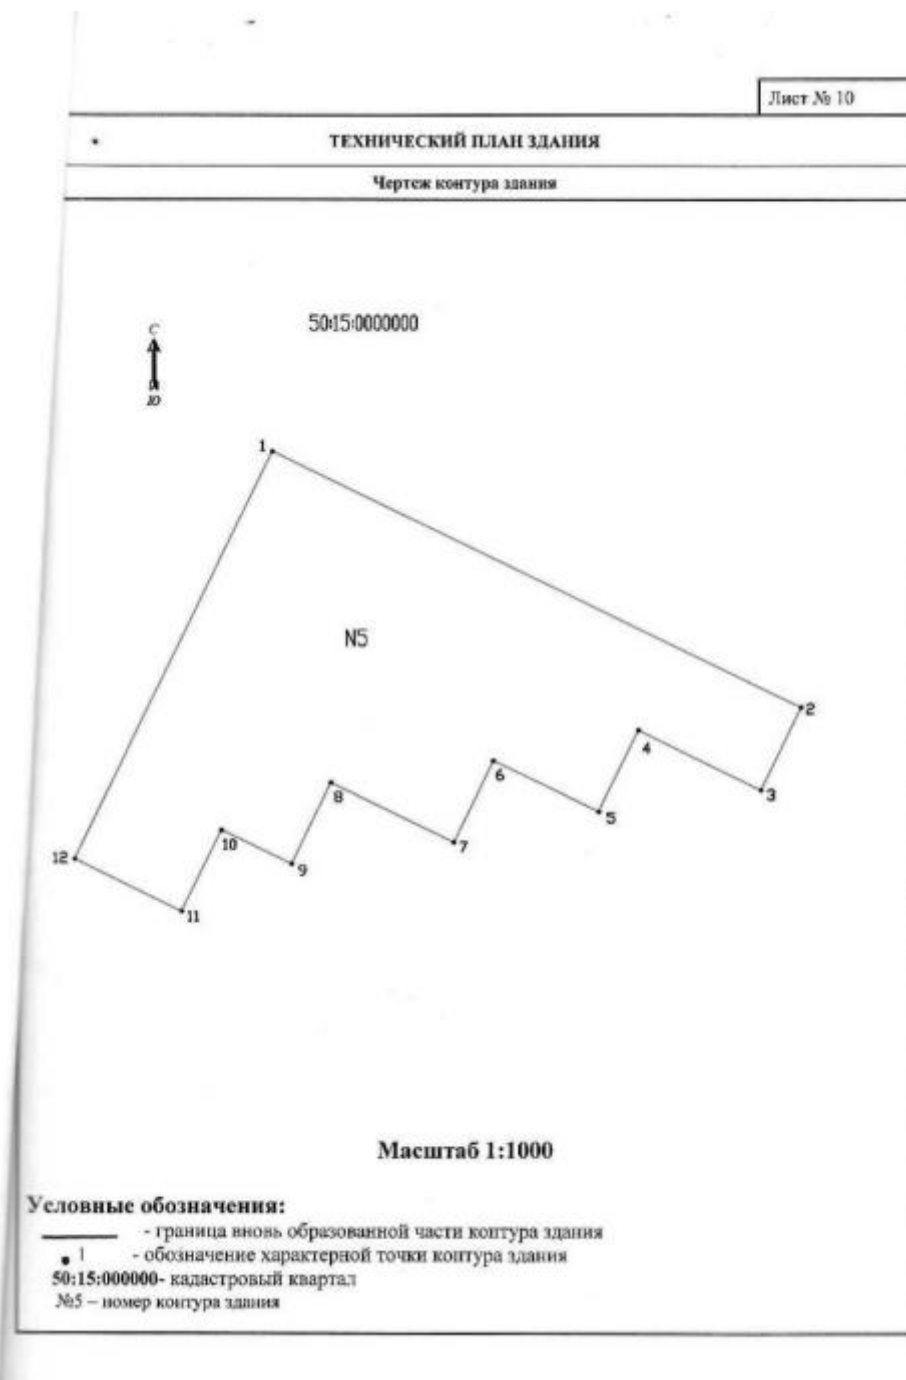 Лист № 10
ТЕХНИЧЕСКИЙ ПЛАН ЗДАНИЯ
Чертеж контура здания
50:15:0000000
С
Ю
1
N5
2
4
6
3
8
5
10
7
12
9
11
Масштаб 1:1000
Условные обозначения:
- граница вновь образованной части контура здания
1 - обозначение характерной точки контура здания
50:15:000000- кадастровый квартал
№5 – номер контура здания